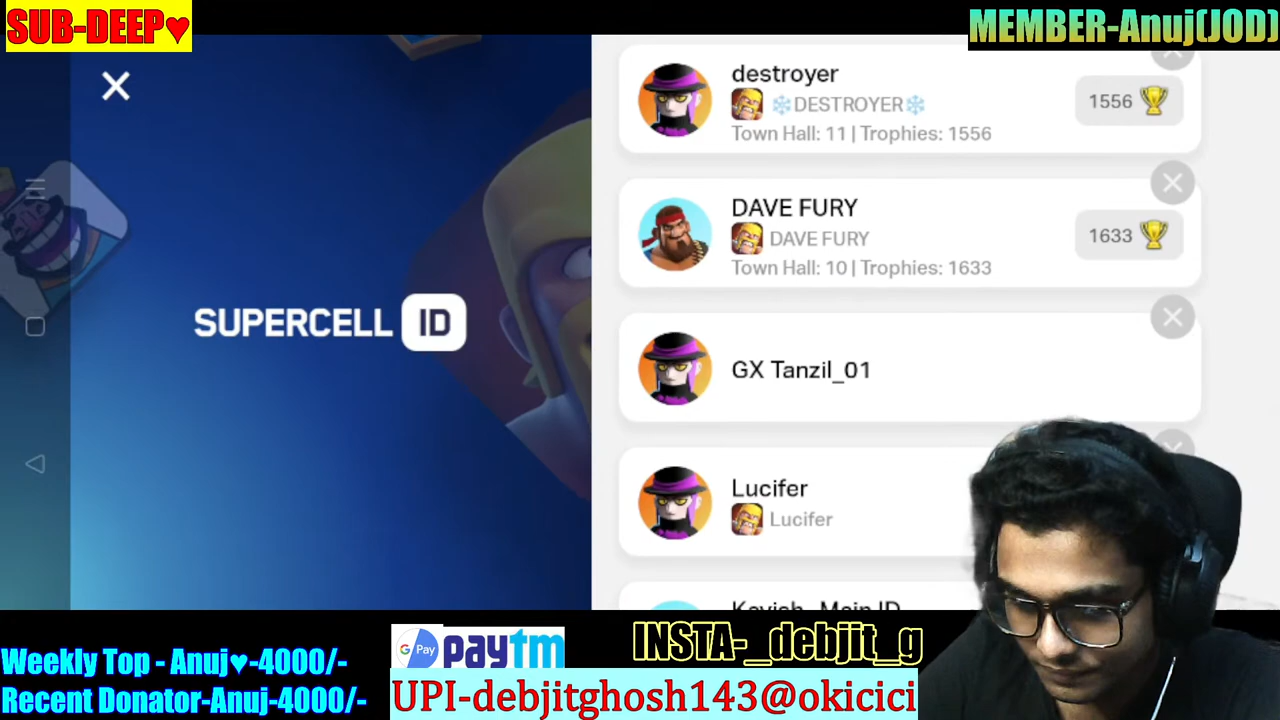 SUB-DEEP♥
MEMBER-Anuj(JOD)
SUPERCELL ID
destroyer
❄DESTROYER❄
Town Hall: 11 | Trophies: 1556
1556
DAVE FURY
DAVE FURY
Town Hall: 10 | Trophies: 1633
1633
GX Tanzil_01
Lucifer
Lucifer
Weekly Top - Anuj♥-4000/-
Recent Donator-Anuj-4000/-
G Pay
paytm
INSTA-_debjit_g
UPI-debjitghosh143@okicici